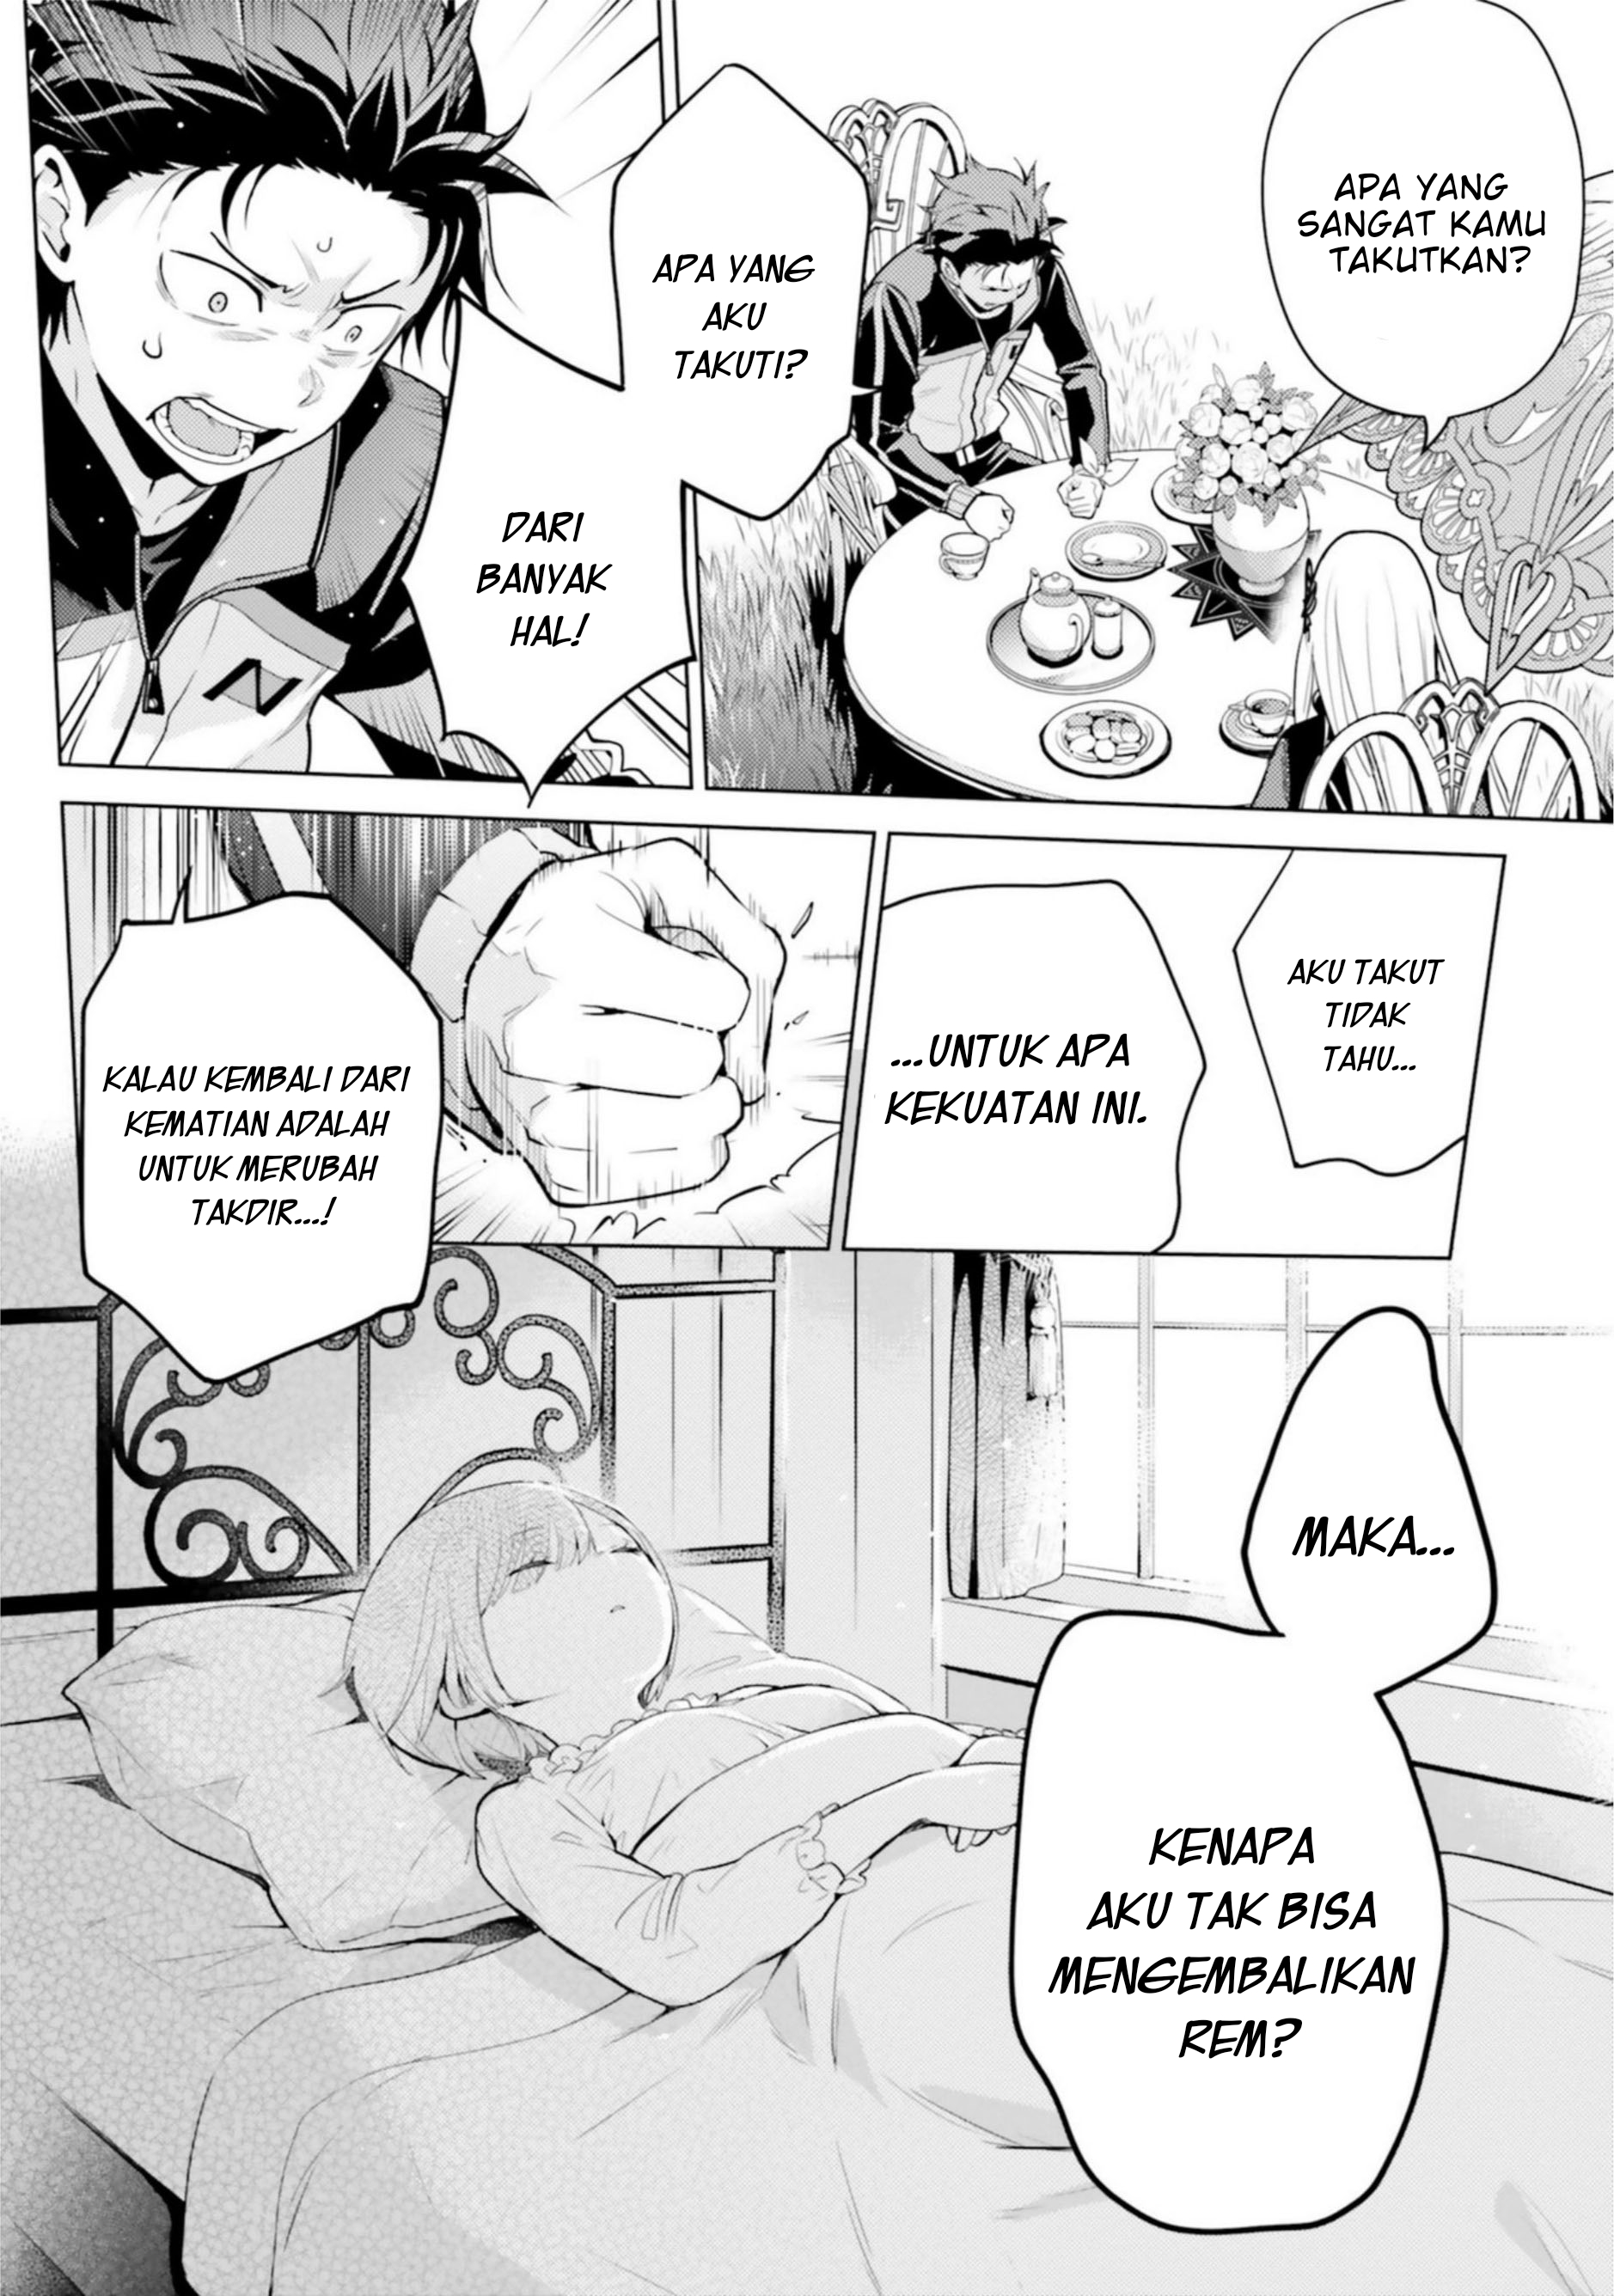 APA YANG
SANGAT KAMU
TAKUTKAN?
APA YANG
AKU
TAKUTI?
DARI
BANYAK
HAL!
AKU TAKUT
TIDAK
TAHU...
...UNTUK APA
KEKUATAN INI.
KALAU KEMBALI DARI
KEMATIAN ADALAH
UNTUK MERUBAH
TAKDIR...!
MAKA...
KENAPA
AKU TAK BISA
MENGEMBALIKAN
REM?